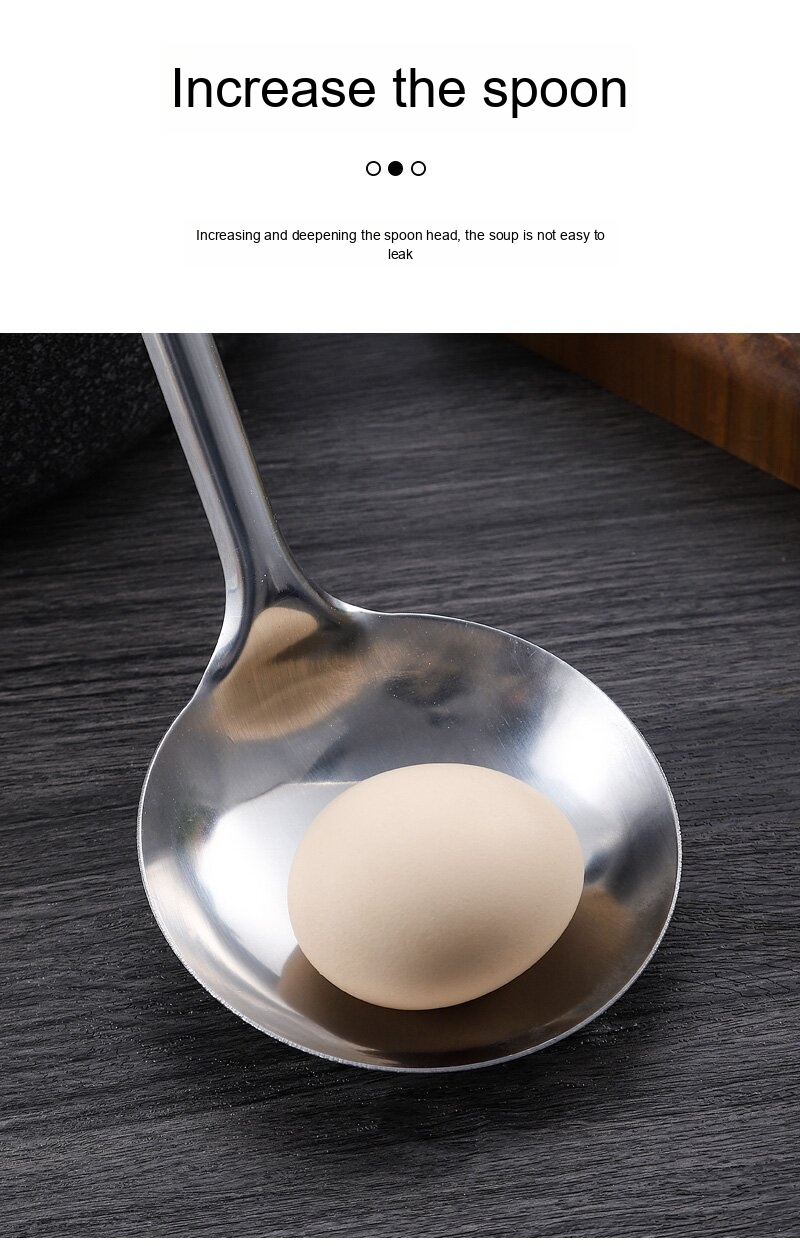 Increase the spoon
Increasing and deepening the spoon head, the soup is not easy to
leak